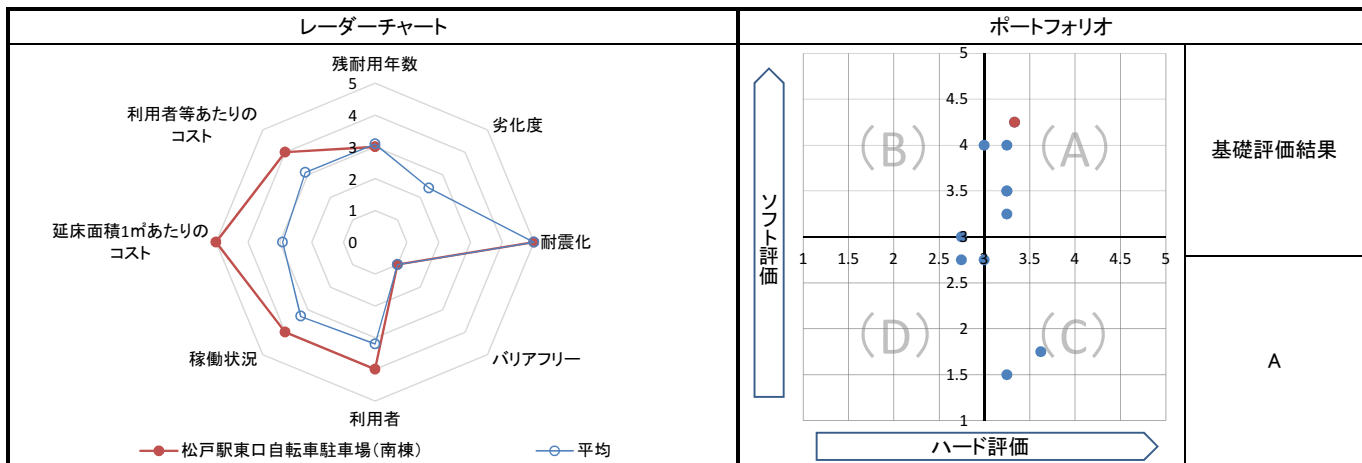 レーダーチャート
残耐用年数
劣化度
耐震化
バリアフリー
利用者
稼働状況
延床面積1㎡あたりの
コスト
利用者等あたりの
コスト
5
4
3
2
1
0
松戸駅東口自転車駐車場(南棟)
平均
ポートフォリオ
ソフト評価
5
4.5
4
3.5
3
2.5
2
1.5
1
1 1.5 2 2.5 3 3.5 4 4.5 5
(B)
(A)
(D)
(C)
ハード評価
基礎評価結果
A